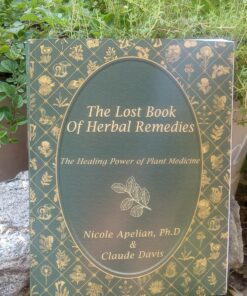 The Lost Book
Of Herbal Remedies
The Healing Power of Plant Medicine
Nicole Apelian, Ph.D
&
Claude Davis